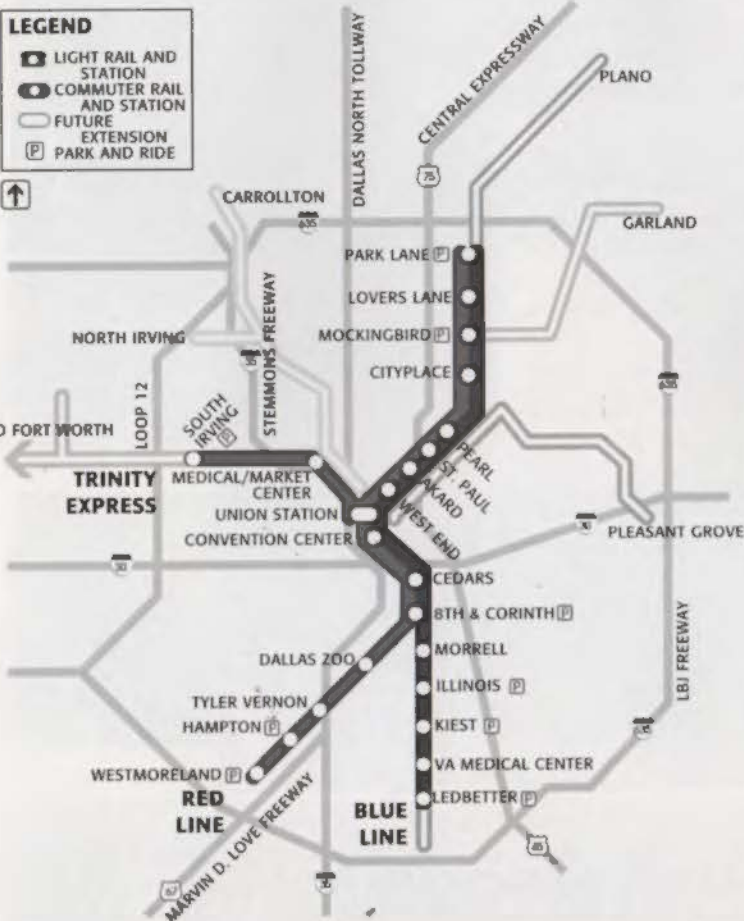 LEGEND
LIGHT RAIL AND
STATION
COMMUTER RAIL
AND STATION
FUTURE
EXTENSION
P PARK AND RIDE
DALLAS NORTH TOLLWAY
CENTRAL EXPRESSWAY
75
PLANO
CARROLLTON
635
GARLAND
PARK LANE P
LOVERS LANE
MOCKINGBIRD P
CITYPLACE
NORTH IRVING
STEMMONS FREEWAY
LOOP 12
635
O FORT WORTH
SOUTH
IRVING P
TRINITY
EXPRESS
MEDICAL/MARKET
CENTER
PEARL
ST. PAUL
AKARD
WEST END
UNION STATION
CONVENTION CENTER
PLEASANT GROVE
30
CEDARS
8TH & CORINTH P
MORRELL
DALLAS ZOO
ILLINOIS P
TYLER VERNON
HAMPTON P
KIEST P
WESTMORELAND P
VA MEDICAL CENTER
LEDBETTER P
RED
LINE
BLUE
LINE
LBJ FREEWAY
MARVIN D. LOVE FREEWAY
67
45